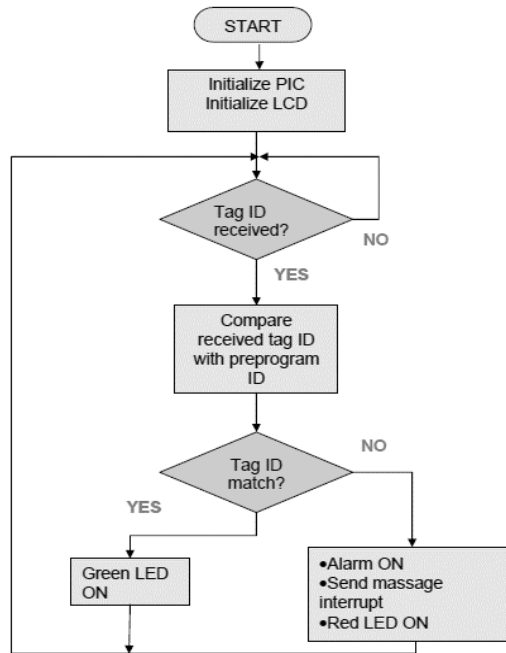 START
Initialize PIC
Initialize LCD
Tag ID
received?
NO
YES
Compare
received tag ID
with preprogram
ID
Tag ID
match?
NO
YES
Green LED
ON
•Alarm ON
•Send massage
interrupt
•Red LED ON